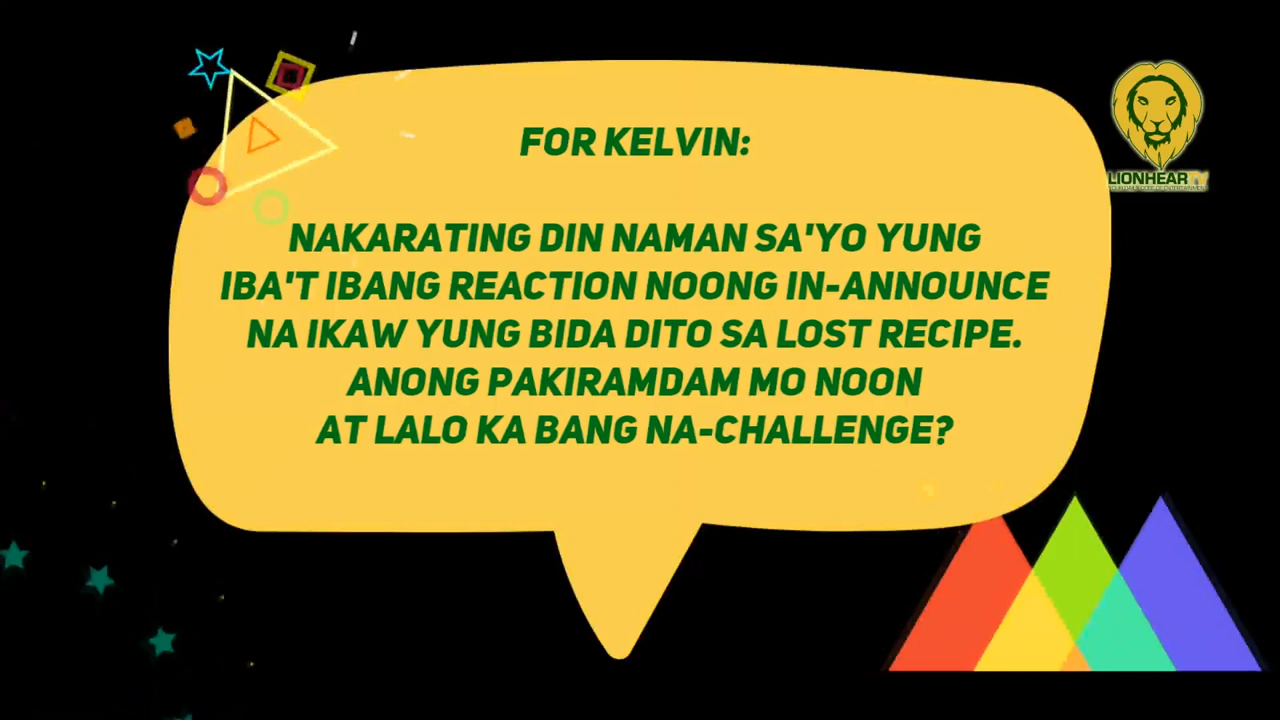 FOR KELVIN:
NAKARATING DIN NAMAN SA'YO YUNG
IBA'T IBANG REACTION NOONG IN-ANNOUNCE
NA IKAW YUNG BIDA DITO SA LOST RECIPE.
ANONG PAKIRAMDAM MO NOON
AT LALO KA BANG NA-CHALLENGE?
LIONHEARTV